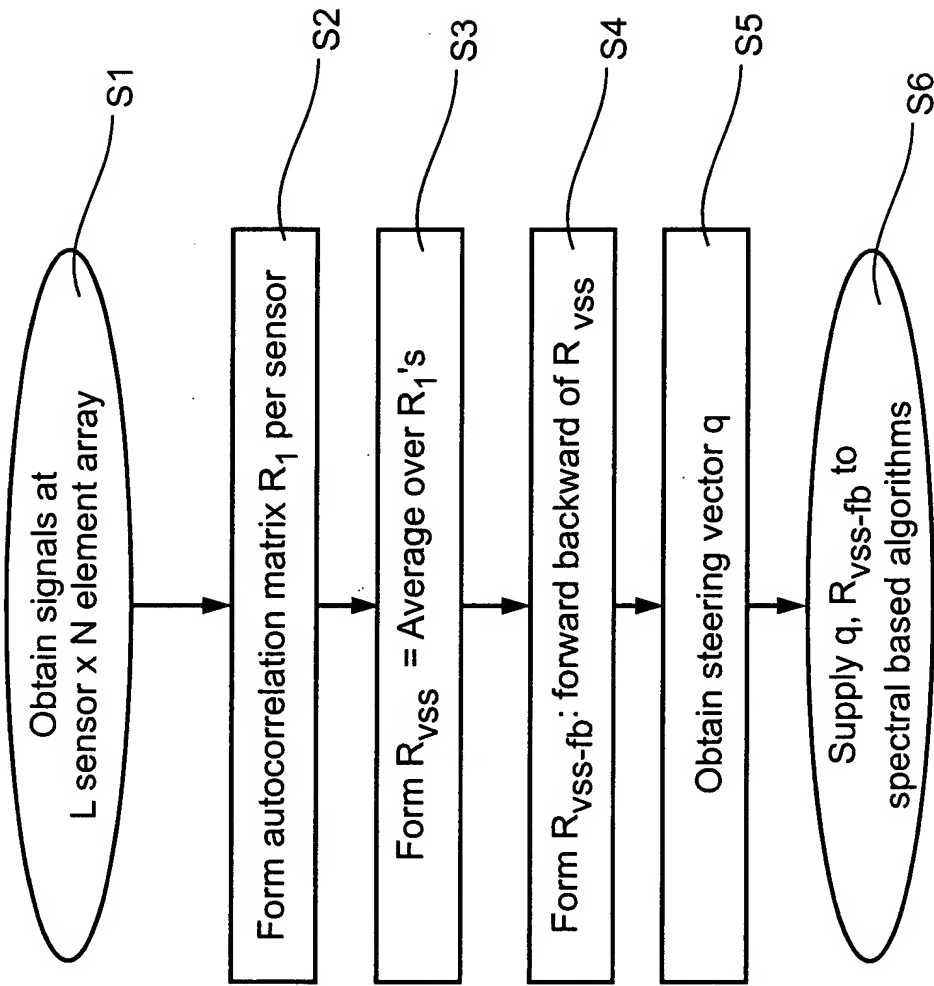 Obtain signals at
L sensor x N element array
S1
Form autocorrelation matrix R1 per sensor
S2
Form Rvss = Average over R1's
S3
Form Rvss-fb: forward backward of Rvss
S4
Obtain steering vector q
S5
Supply q, Rvss-fb to
spectral based algorithms
S6